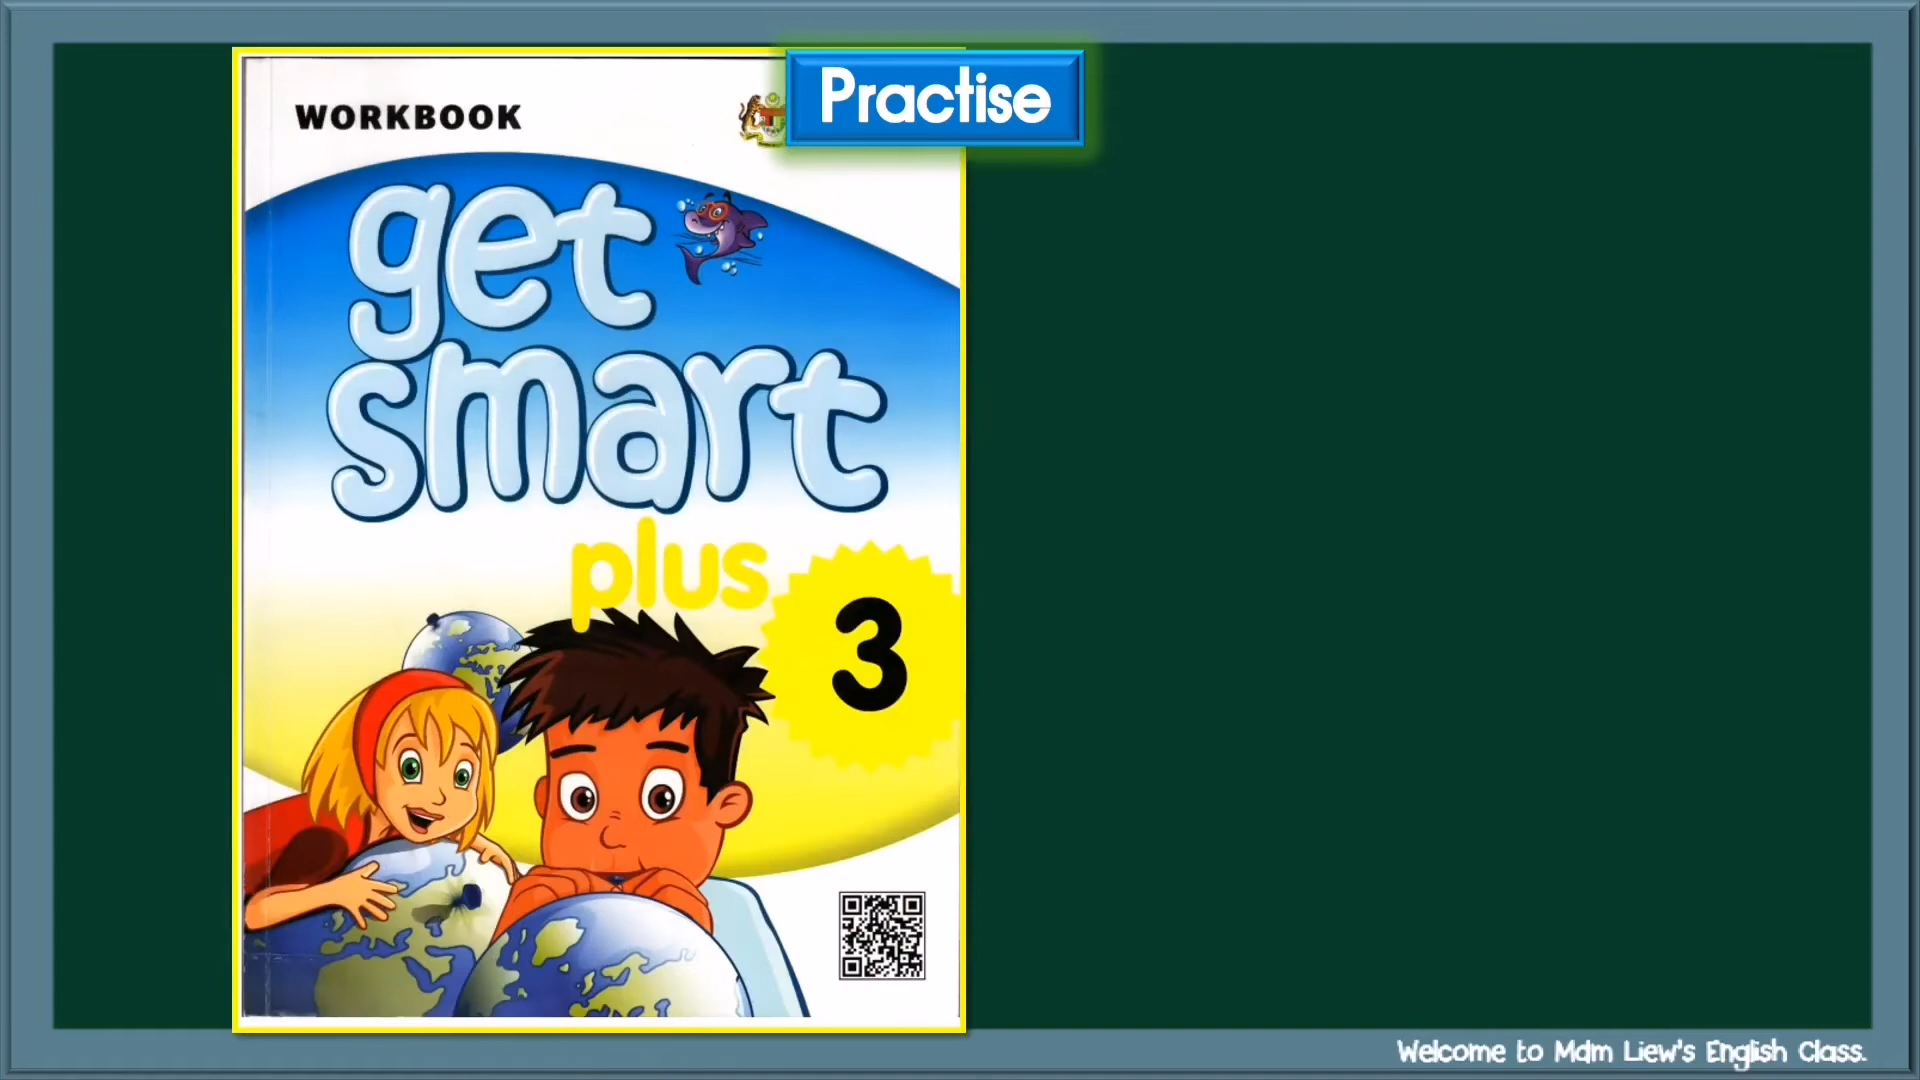 Practise
WORKBOOK
get
smart
plus
3
Welcome to Mdm Liew's English Class.